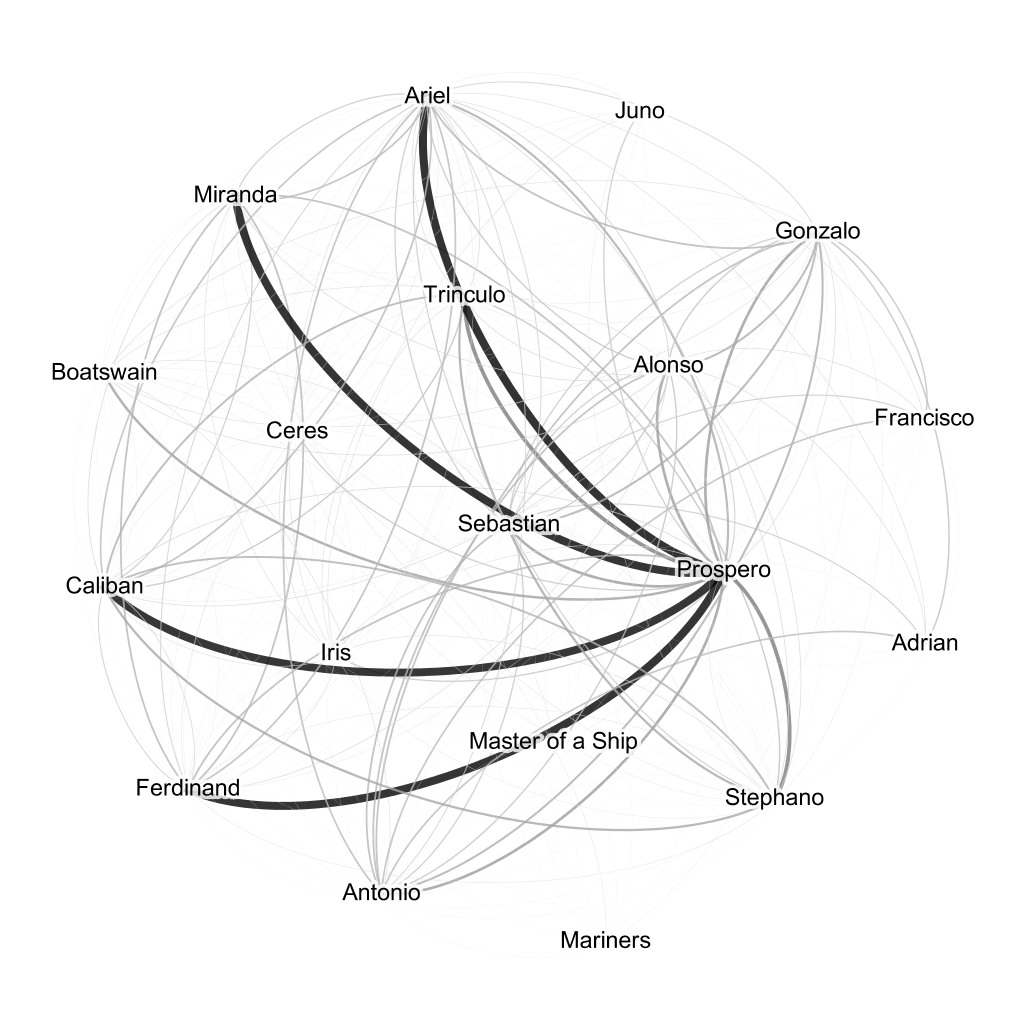 Ariel
Juno
Miranda
Gonzalo
Trinculo
Alonso
Boatswain
Francisco
Ceres
Sebastian
Prospero
Caliban
Adrian
Iris
Master of a Ship
Ferdinand
Stephano
Antonio
Mariners